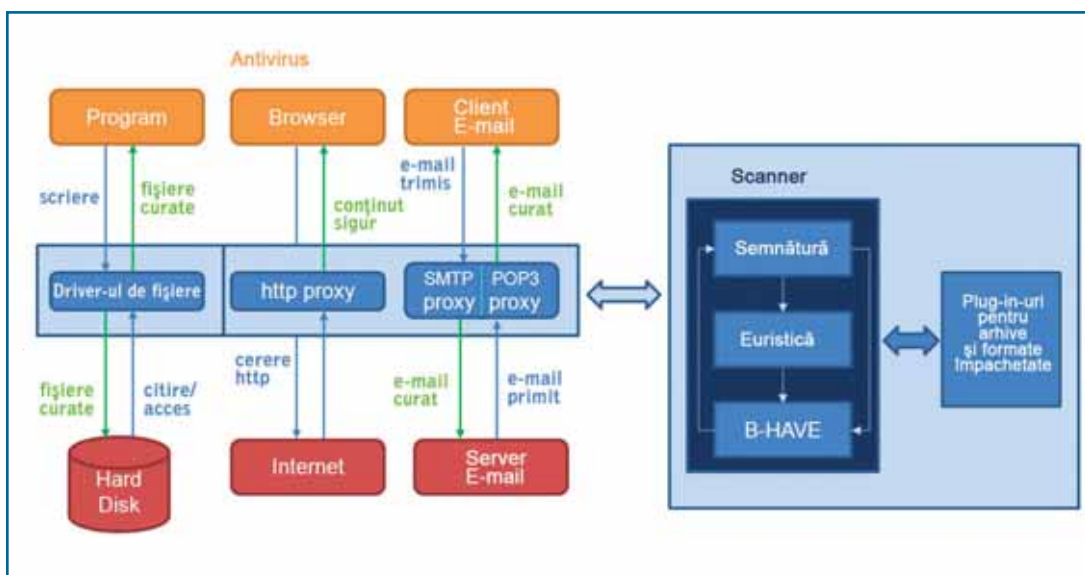 Antivirus
Program
Browser
Client
E-mail
scriere
fişiere
curate
conţinut
sigur
e-mail
trimis
e-mail
curat
Driver-ul de fişiere
http proxy
SMTP
proxy
POP3
proxy
fişiere
curate
citire/
acces
cerere
http
e-mail
curat
e-mail
primit
Hard
Disk
Internet
Server
E-mail
Scanner
Semnătură
Euristică
B-HAVE
Plug-in-uri
pentru
arhive
şi formate
împachetate